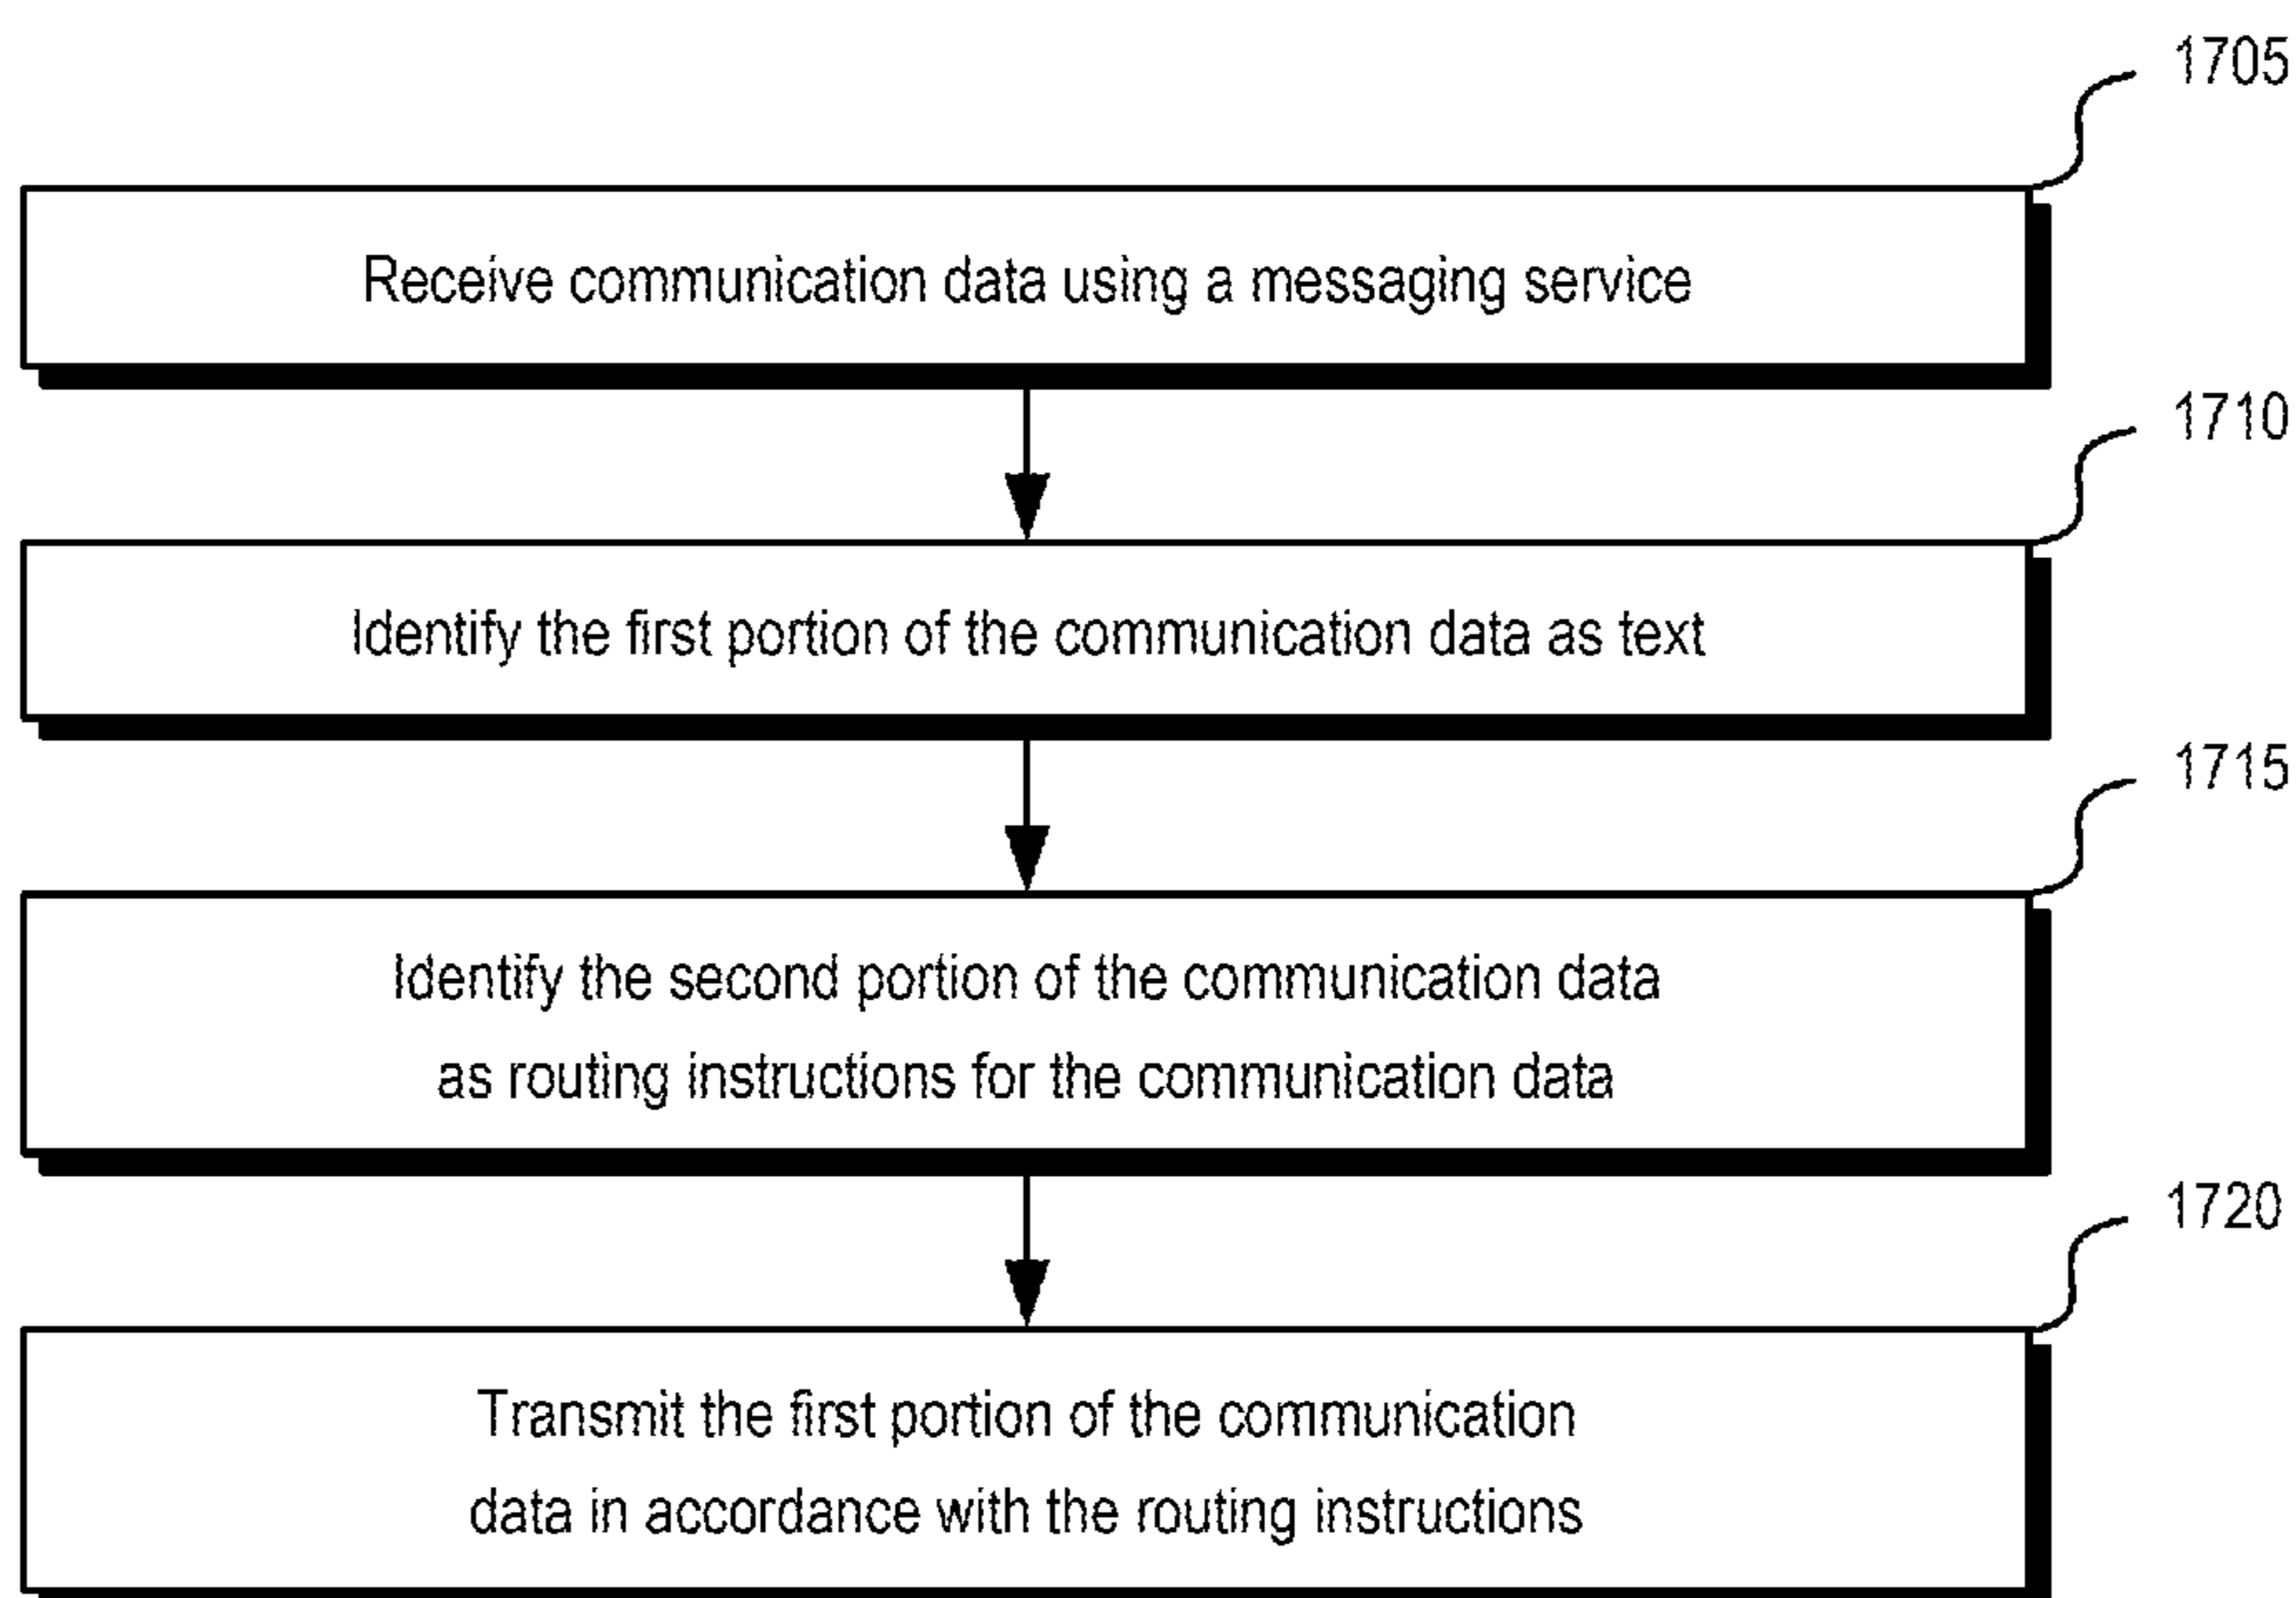 1705
Receive communication data using a messaging service
1710
Identify the first portion of the communication data as text
1715
Identify the second portion of the communication data
as routing instructions for the communication data
1720
Transmit the first portion of the communication
data in accordance with the routing instructions